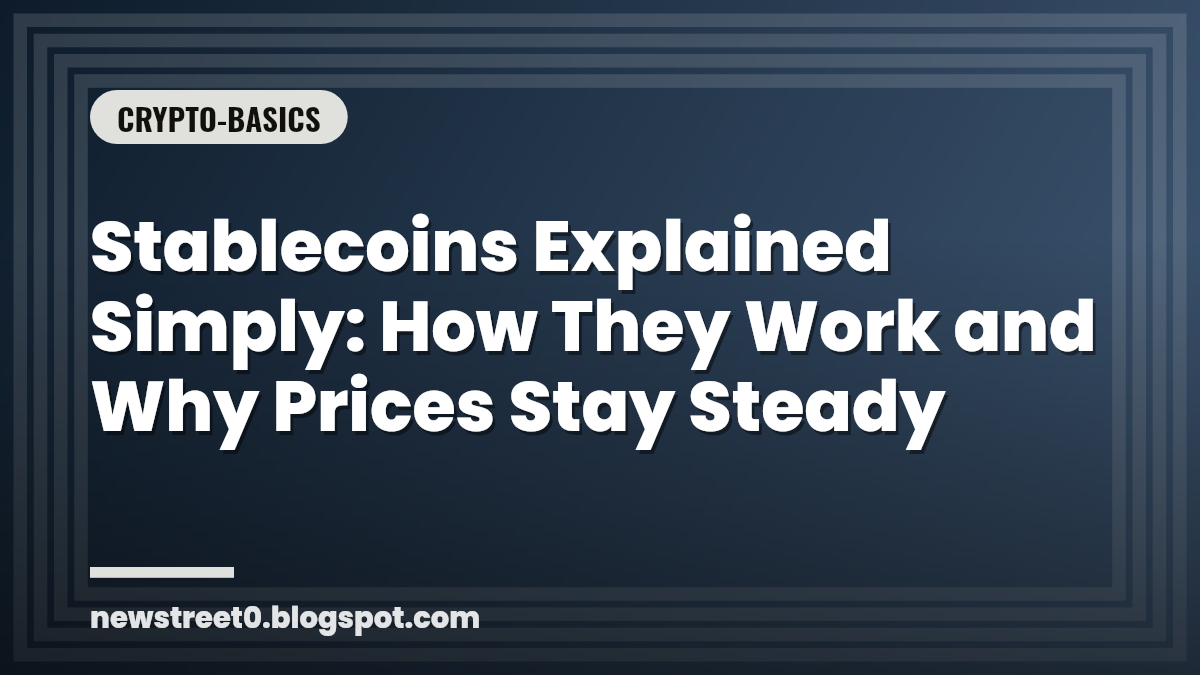 CRYPTO-BASICS
Stablecoins Explained
Simply: How They Work and
Why Prices Stay Steady
newstreet0.blogspot.com